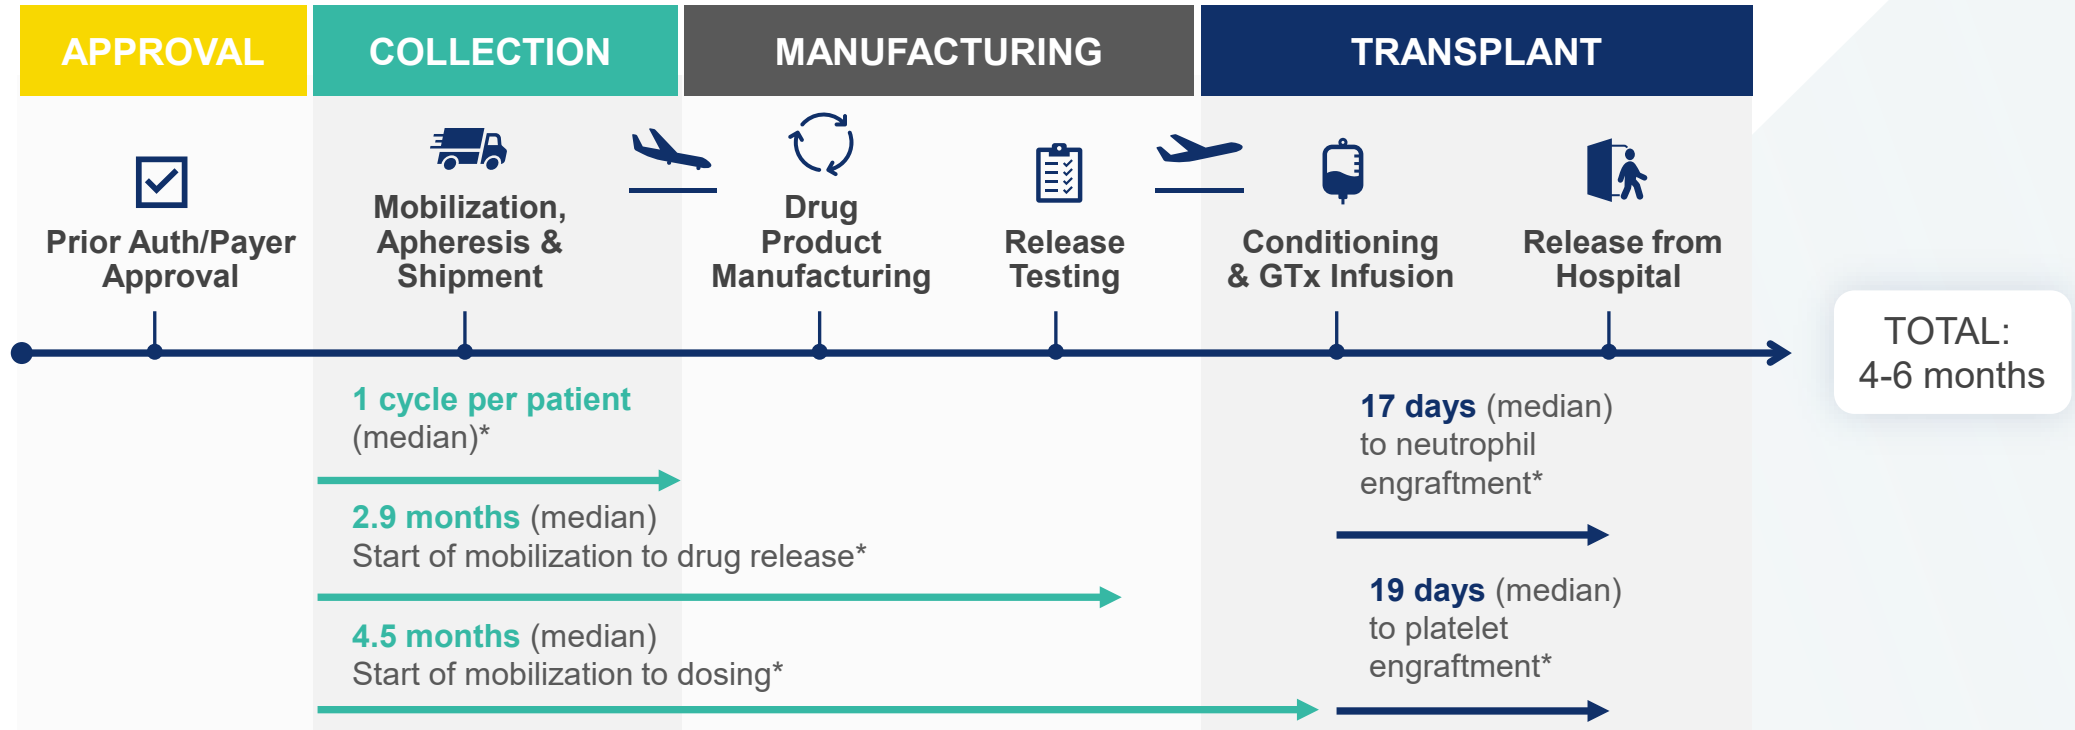 APPROVAL
COLLECTION
MANUFACTURING
TRANSPLANT
Prior Auth/Payer
Approval
Mobilization,
Apheresis &
Shipment
Drug
Product
Manufacturing
Release
Testing
Conditioning
& GTx Infusion
Release from
Hospital
TOTAL:
4-6 months
1 cycle per patient
(median)*
2.9 months (median)
Start of mobilization to drug release*
4.5 months (median)
Start of mobilization to dosing*
17 days (median)
to neutrophil
engraftment*
19 days (median)
to platelet
engraftment*